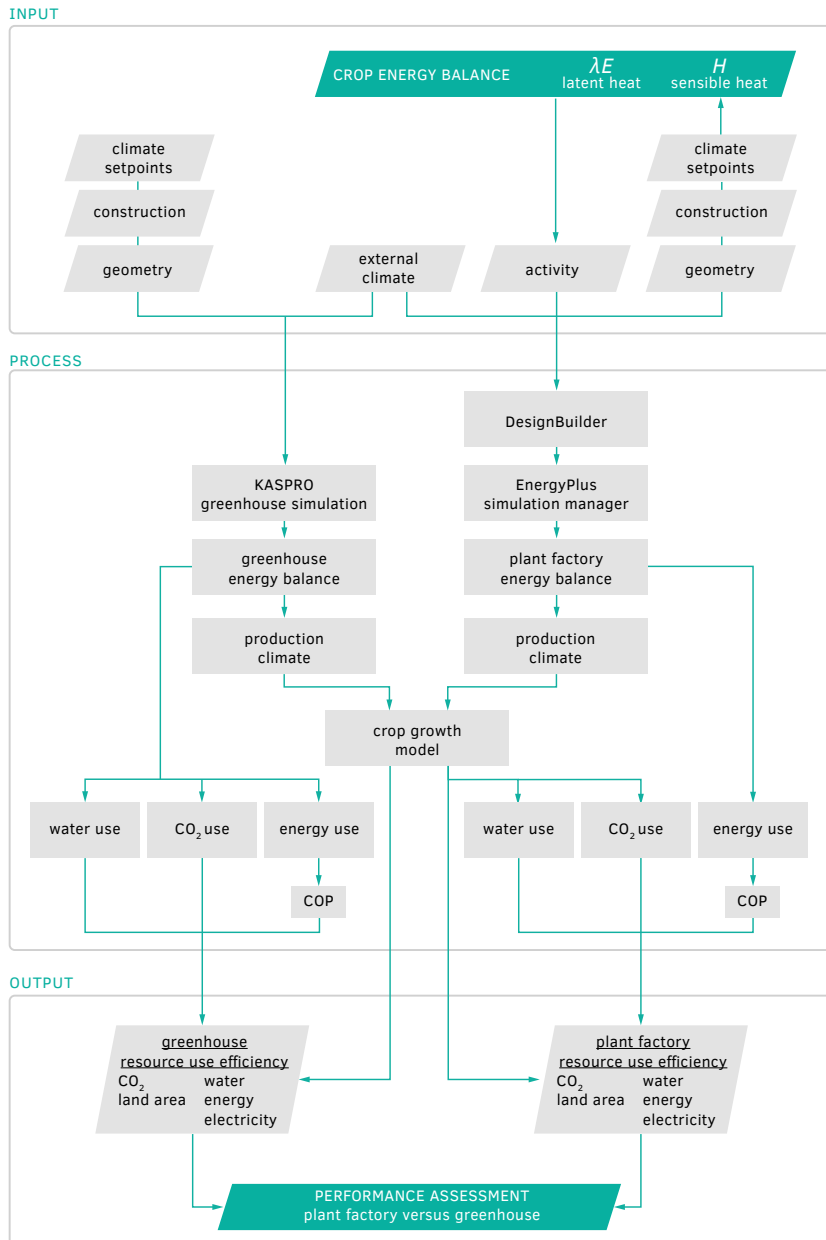 INPUT
CROP ENERGY BALANCE
λE
latent heat
H
sensible heat
climate
setpoints
construction
geometry
external
climate
activity
climate
setpoints
construction
geometry
PROCESS
DesignBuilder
KASPRO
greenhouse simulation
EnergyPlus
simulation manager
greenhouse
energy balance
plant factory
energy balance
production
climate
production
climate
crop growth
model
water use
CO₂ use
energy use
water use
CO₂ use
energy use
COP
COP
OUTPUT
greenhouse
resource use efficiency
CO₂ water
land area energy
electricity
plant factory
resource use efficiency
CO₂ water
land area energy
electricity
PERFORMANCE ASSESSMENT
plant factory versus greenhouse